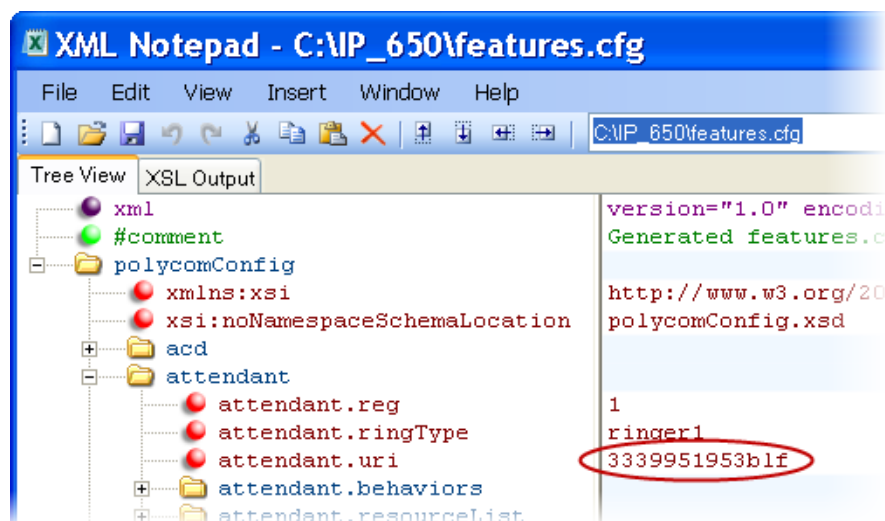 XML Notepad - C:\IP_650\features.cfg
File Edit View Insert Window Help
C:\IP_650\features.cfg
Tree View XSL Output
xml version="1.0" encodi
#comment Generated features.c
polycomConfig
xmlns:xsi http://www.w3.org/20
xsi:noNamespaceSchemaLocation polycomConfig.xsd
acd
attendant
attendant.reg 1
attendant.ringType ringer1
attendant.uri 3339951953blf
attendant.behaviors
attendant.resourceList